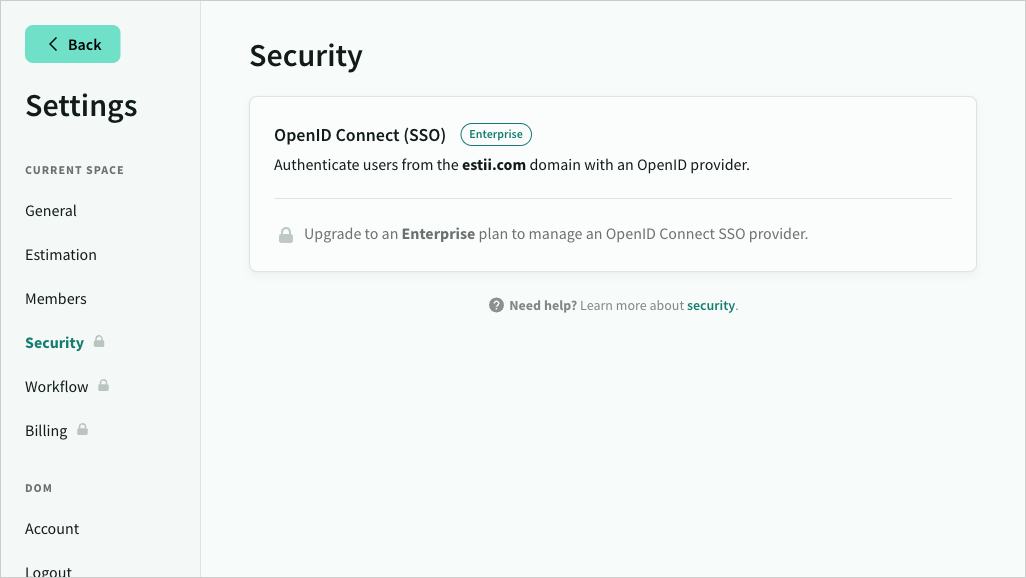 Back
Settings
CURRENT SPACE
General
Estimation
Members
Security
Workflow
Billing
DOM
Account
Logout
Security
OpenID Connect (SSO) Enterprise
Authenticate users from the estii.com domain with an OpenID provider.
Upgrade to an Enterprise plan to manage an OpenID Connect SSO provider.
? Need help? Learn more about security.